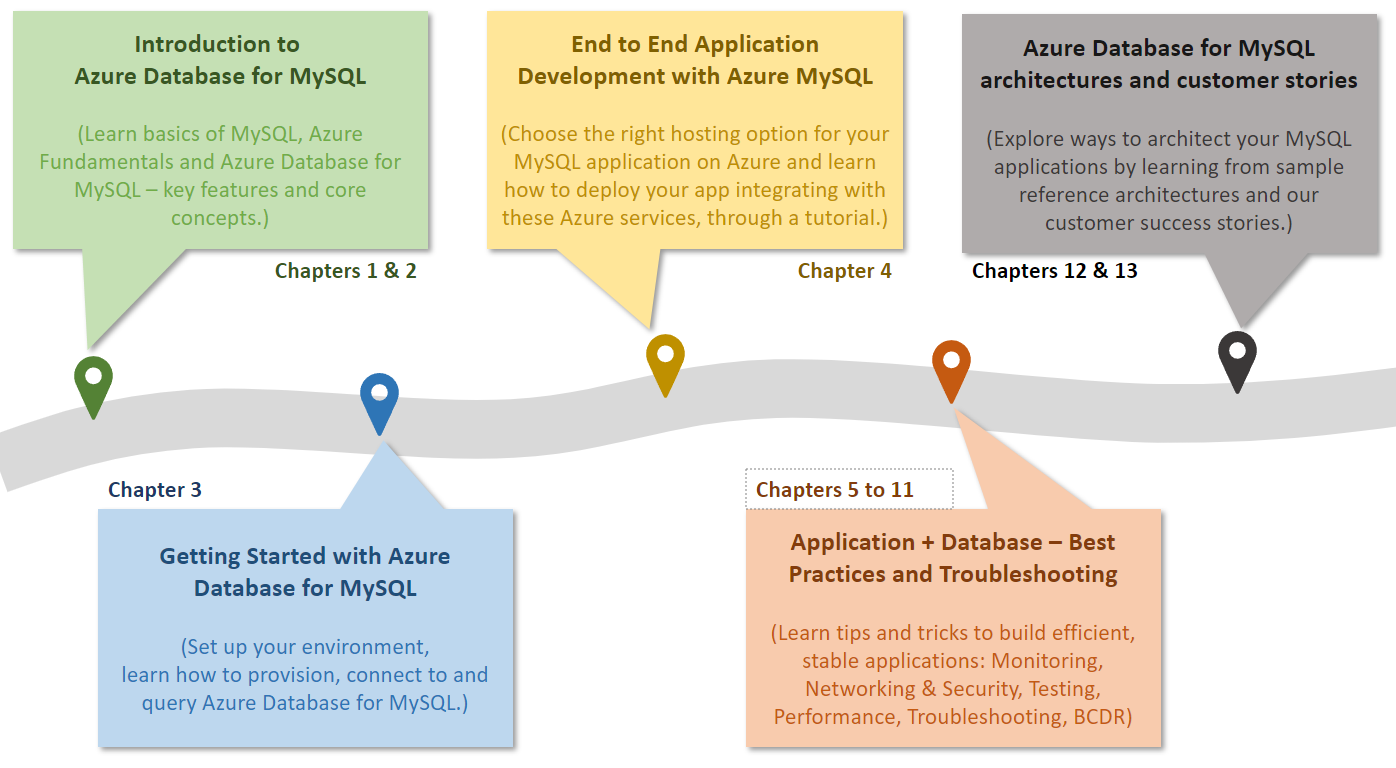 Introduction to
Azure Database for MySQL
(Learn basics of MySQL, Azure
Fundamentals and Azure Database for
MySQL – key features and core
concepts.)
Chapters 1 & 2
End to End Application
Development with Azure MySQL
(Choose the right hosting option for your
MySQL application on Azure and learn
how to deploy your app integrating with
these Azure services, through a tutorial.)
Chapter 4
Azure Database for MySQL
architectures and customer stories
(Explore ways to architect your MySQL
applications by learning from sample
reference architectures and our
customer success stories.)
Chapters 12 & 13
Chapter 3
Getting Started with Azure
Database for MySQL
(Set up your environment,
learn how to provision, connect to and
query Azure Database for MySQL.)
Chapters 5 to 11
Application + Database – Best
Practices and Troubleshooting
(Learn tips and tricks to build efficient,
stable applications: Monitoring,
Networking & Security, Testing,
Performance, Troubleshooting, BCDR)